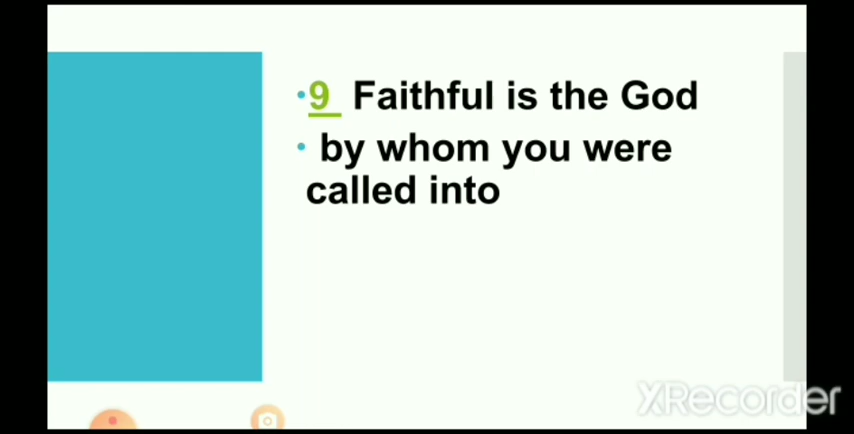 •9 Faithful is the God
• by whom you were
called into
XRecorder